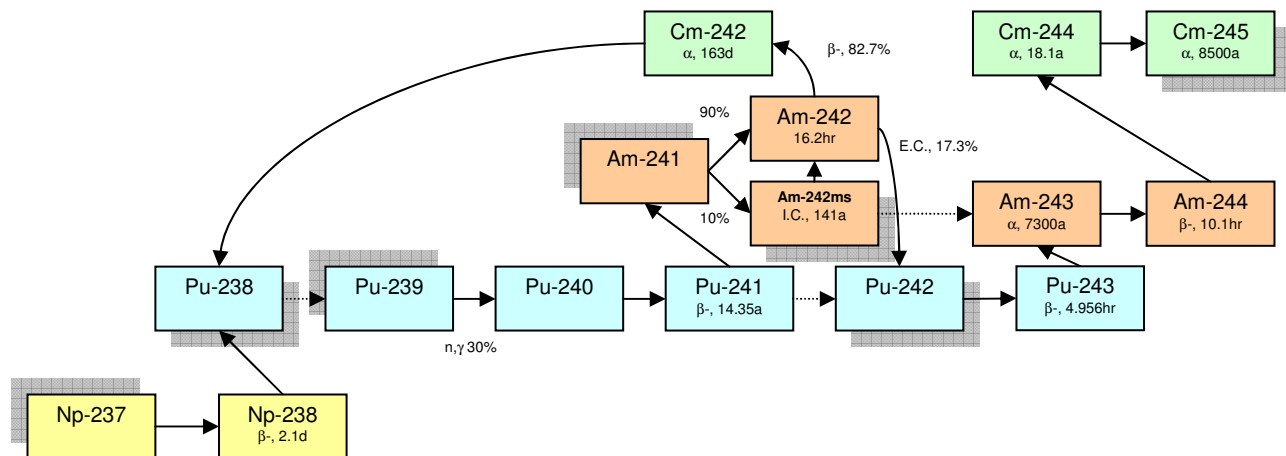 Cm-242
α, 163d
β-, 82.7%
Cm-244
α, 18.1a
Cm-245
α, 8500a
90%
Am-242
16.2hr
E.C., 17.3%
Am-241
Am-242ms
I.C., 141a
10%
Am-243
α, 7300a
Am-244
β-, 10.1hr
Pu-238
Pu-239
Pu-240
Pu-241
β-, 14.35a
Pu-242
Pu-243
β-, 4.956hr
n,γ 30%
Np-237
Np-238
β-, 2.1d